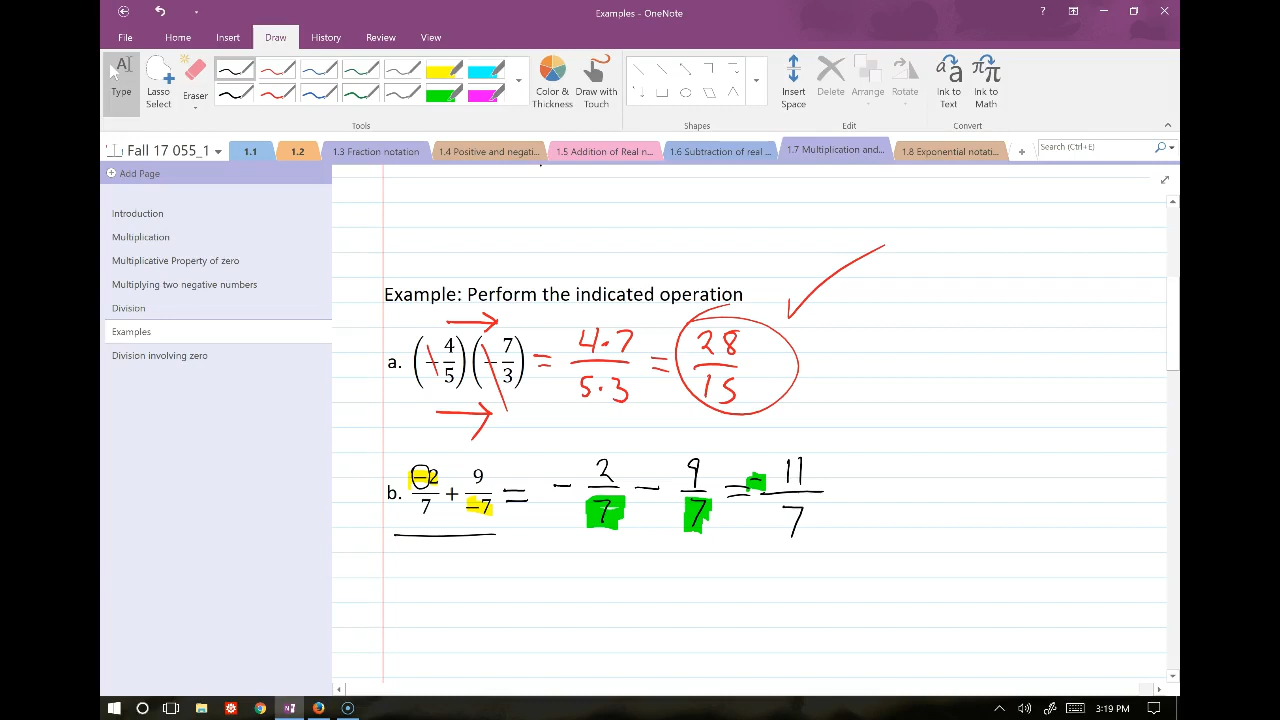 Examples - OneNote
?
File Home Insert Draw History Review View
Type
Lasso Select
Eraser
Color & Thickness
Draw with Touch
Insert Space
Delete
Arrange
Rotate
Ink to Text
Ink to Math
Tools Shapes Edit Convert
Fall 17 055_1 1.1 1.2 1.3 Fraction notation 1.4 Positive and negati... 1.5 Addition of Real n... 1.6 Subtraction of real ... 1.7 Multiplication and... 1.8 Exponential notati... + Search (Ctrl+E)
Add Page
Introduction
Multiplication
Multiplicative Property of zero
Multiplying two negative numbers
Division
Examples
Division involving zero
Example: Perform the indicated operation
a. (-4/5)(-7/3) = 4·7/5·3 = 28/15
b. -2/7 + 9/-7 = - 2/7 - 9/7 = - 11/7
3:19 PM